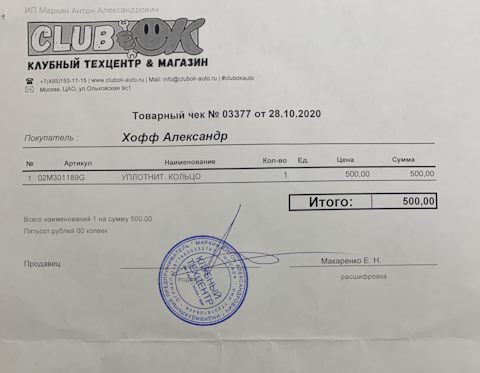 ИП Маркин Антон Александрович
CLUB OK
КЛУБНЫЙ ТЕХЦЕНТР & МАГАЗИН
+7(495)150-11-15 | www.clubok-auto.ru | Mail: info@clubok-auto.ru | #clubokauto
Москва, ЦАО, ул.Ольховская 9с1
Товарный чек № 03377 от 28.10.2020
Покупатель : Хофф Александр
№ Артикул Наименование Кол-во Ед. Цена Сумма
1 02M301189G УПЛОТНИТ. КОЛЬЦО 1 500,00 500,00
Итого: 500,00
Всего наименований 1 на сумму 500.00
Пятьсот рублей 00 копеек
Продавец Макаренко Е. Н.
расшифровка
КЛУБНЫЙ
ТЕХЦЕНТР